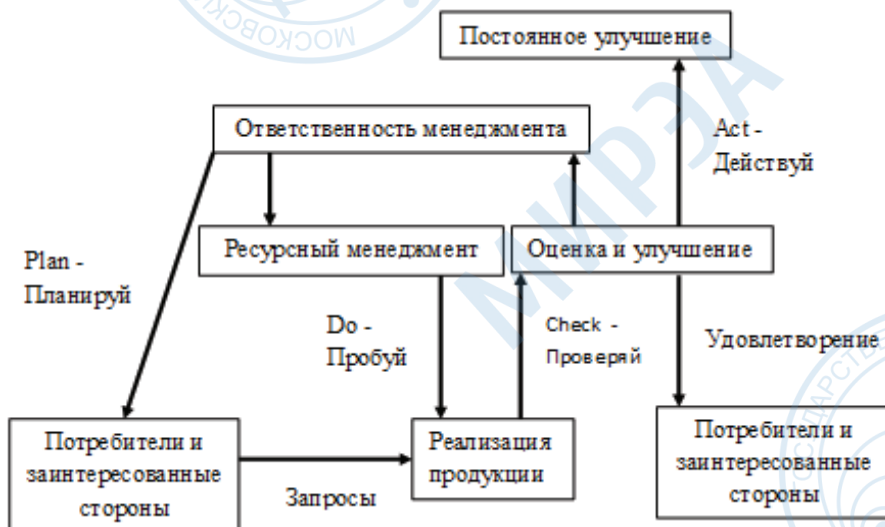 МОСКОВСКИЙ
Постоянное улучшение
Ответственность менеджмента
Act -
Действуй
МИРЭА
Ресурсный менеджмент
Оценка и улучшение
Plan -
Планируй
Do -
Пробуй
Check -
Проверяй
Удовлетворение
Потребители и
заинтересованные
стороны
Запросы
Реализация
продукции
Потребители и
заинтересованные
стороны